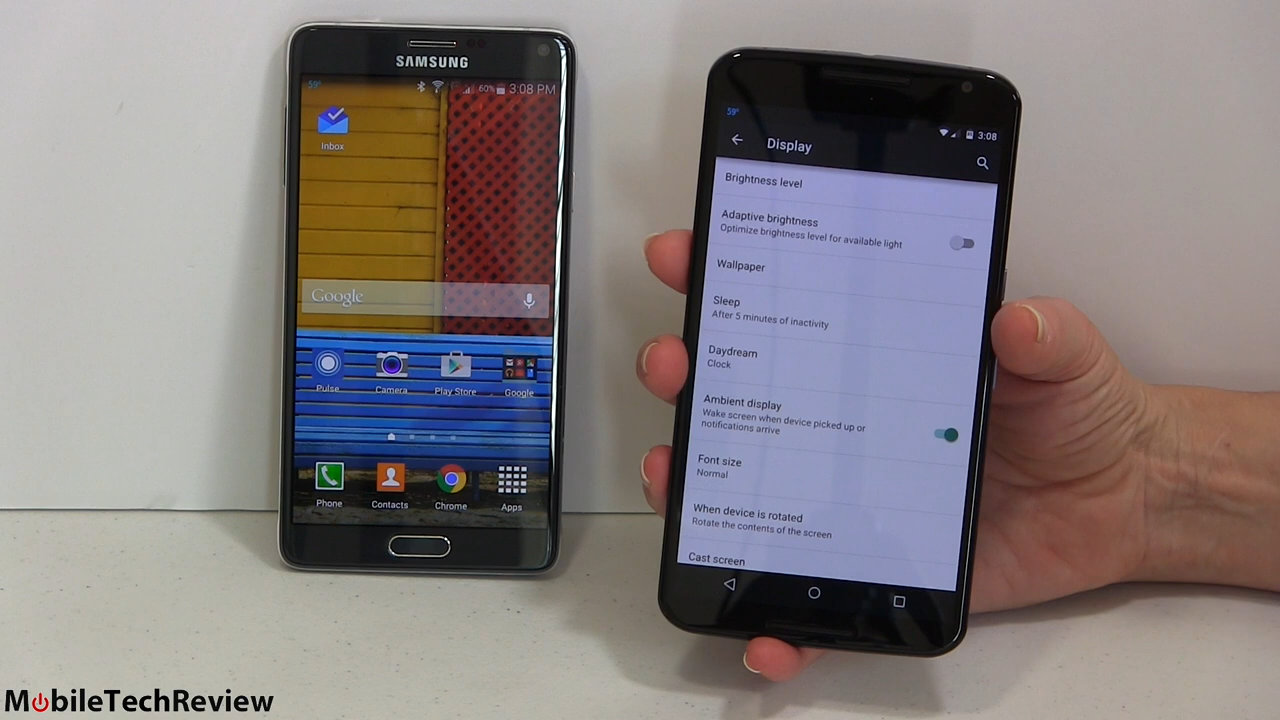 SAMSUNG
59°
60% 3:08 PM
Inbox
Google
Pulse Camera Play Store Google
Phone Contacts Chrome Apps
59°
3:08
Display
Brightness level
Adaptive brightness
Optimize brightness level for available light
Wallpaper
Sleep
After 5 minutes of inactivity
Daydream
Clock
Ambient display
Wake screen when device picked up or
notifications arrive
Font size
Normal
When device is rotated
Rotate the contents of the screen
Cast screen
MobileTechReview